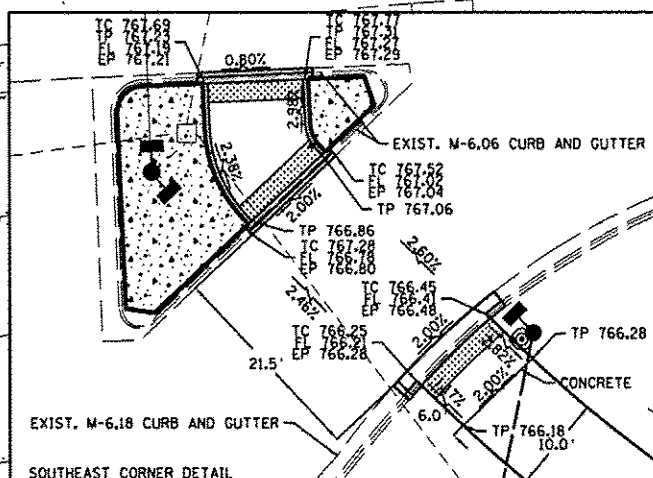 TC 767.69
TP 767.23
FL 767.19
EP 767.21
TC 767.77
TP 767.31
FL 767.27
EP 767.29
0.80%
2.98%
2.38%
EXIST. M-6.06 CURB AND GUTTER
TC 767.52
FL 767.02
EP 767.04
TP 767.06
2.00%
TP 766.86
TC 767.28
FL 766.78
EP 766.80
2.60%
2.46%
TC 766.45
FL 766.41
EP 766.48
2.00%
TC 766.25
FL 766.21
EP 766.28
TP 766.28
2.00%
CONCRETE
21.5'
6.0'
TP 766.18
10.0'
EXIST. M-6.18 CURB AND GUTTER
SOUTHEAST CORNER DETAIL